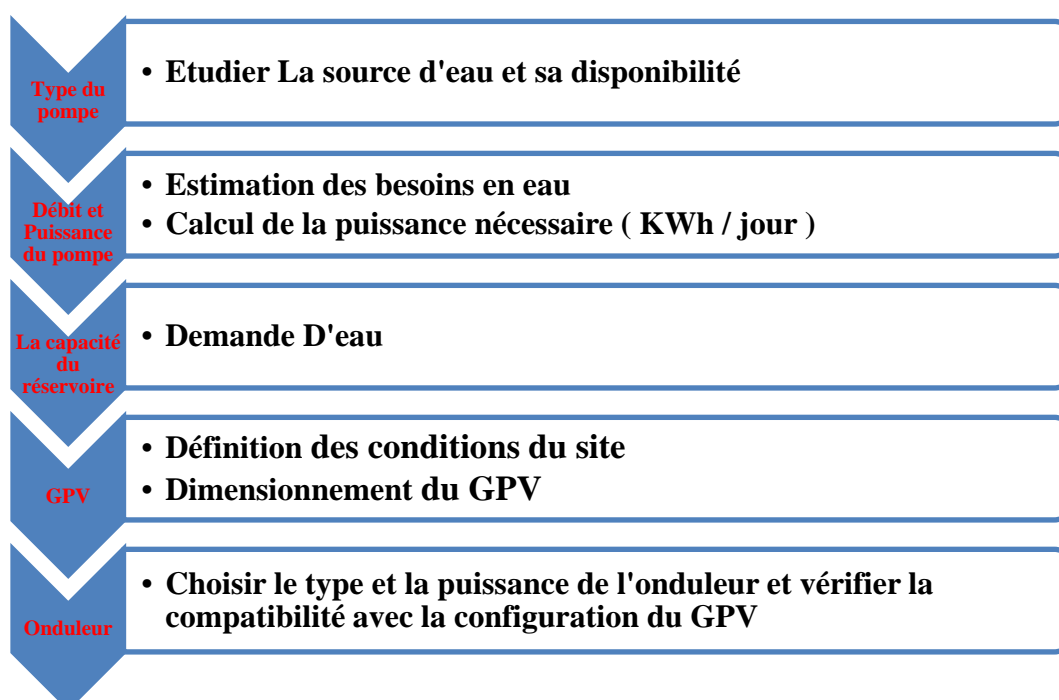 Type du
pompe
• Etudier La source d'eau et sa disponibilité
Débit et
Puissance
du pompe
• Estimation des besoins en eau
• Calcul de la puissance nécessaire ( KWh / jour )
La capacité
du
réservoire
• Demande D'eau
GPV
• Définition des conditions du site
• Dimensionnement du GPV
Onduleur
• Choisir le type et la puissance de l'onduleur et vérifier la
compatibilité avec la configuration du GPV